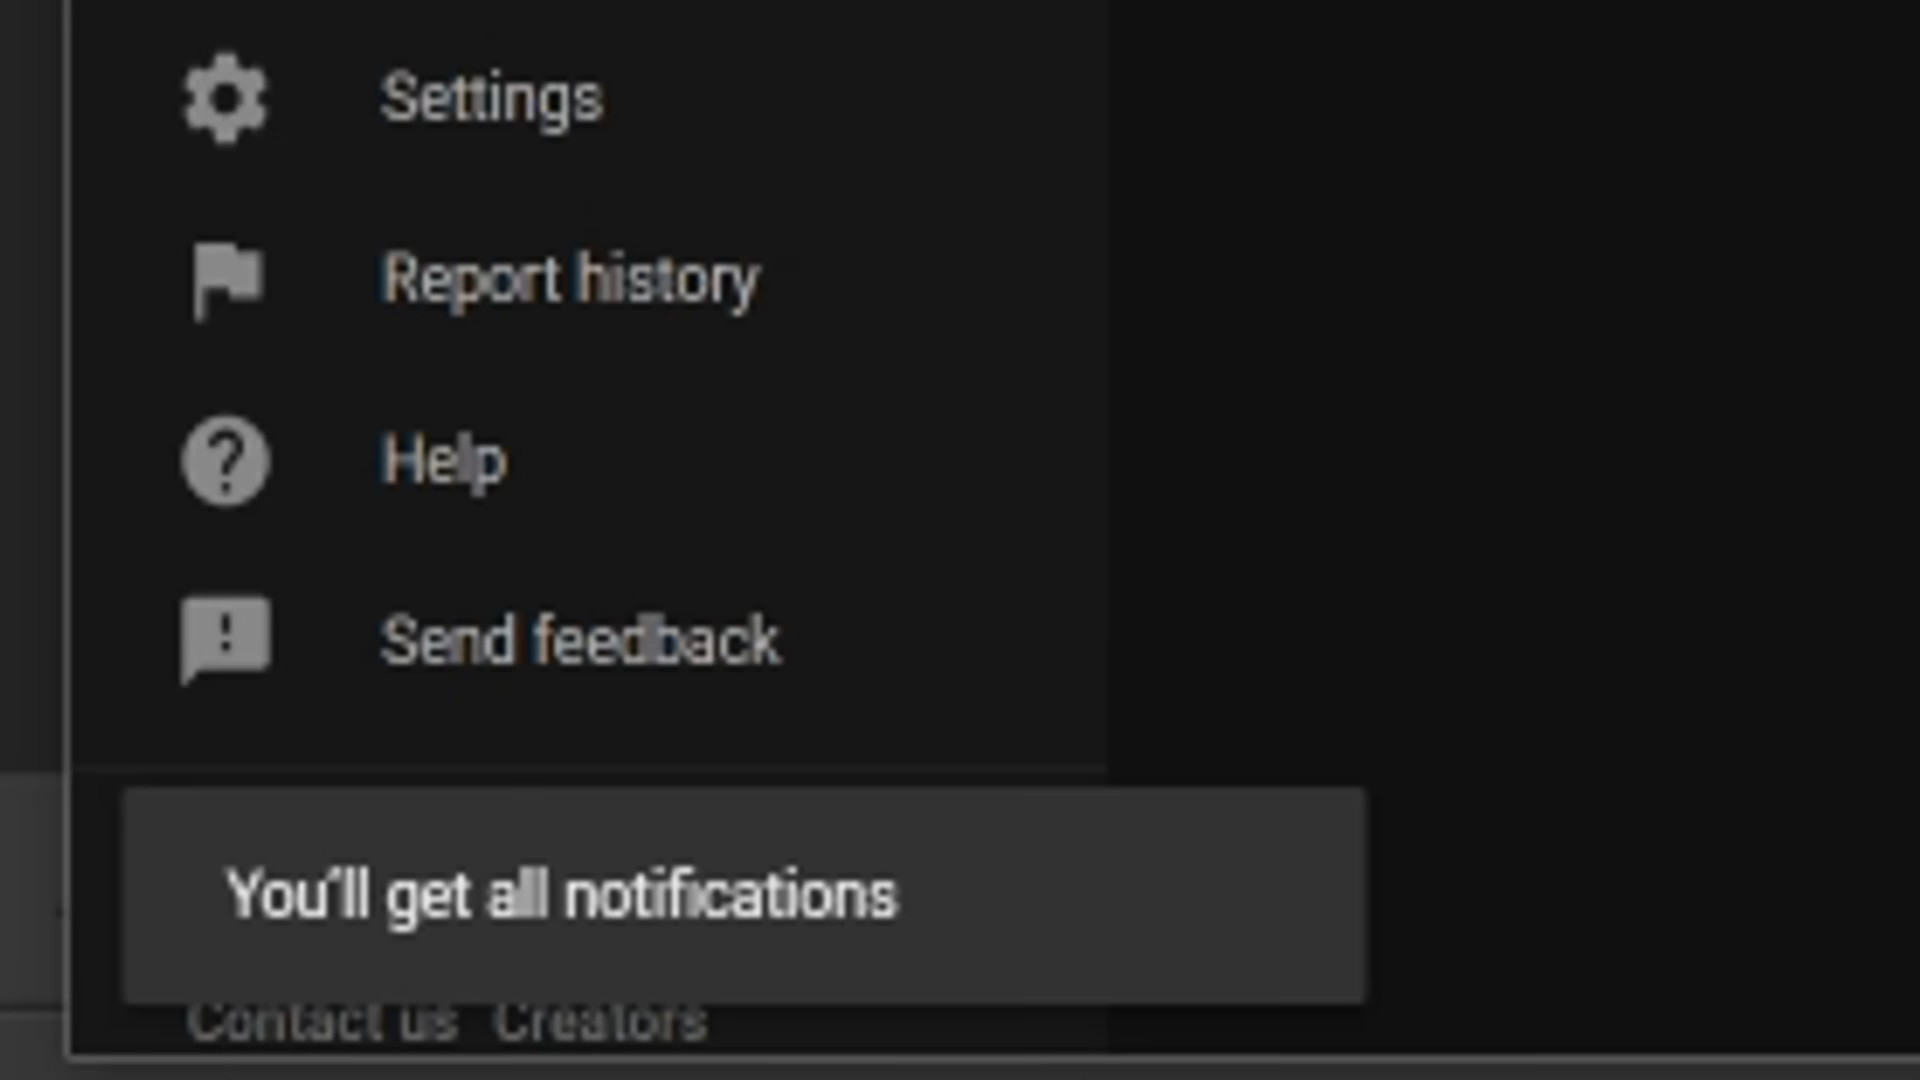 Settings
Report history
Help
Send feedback
You'll get all notifications
Contact us Creators